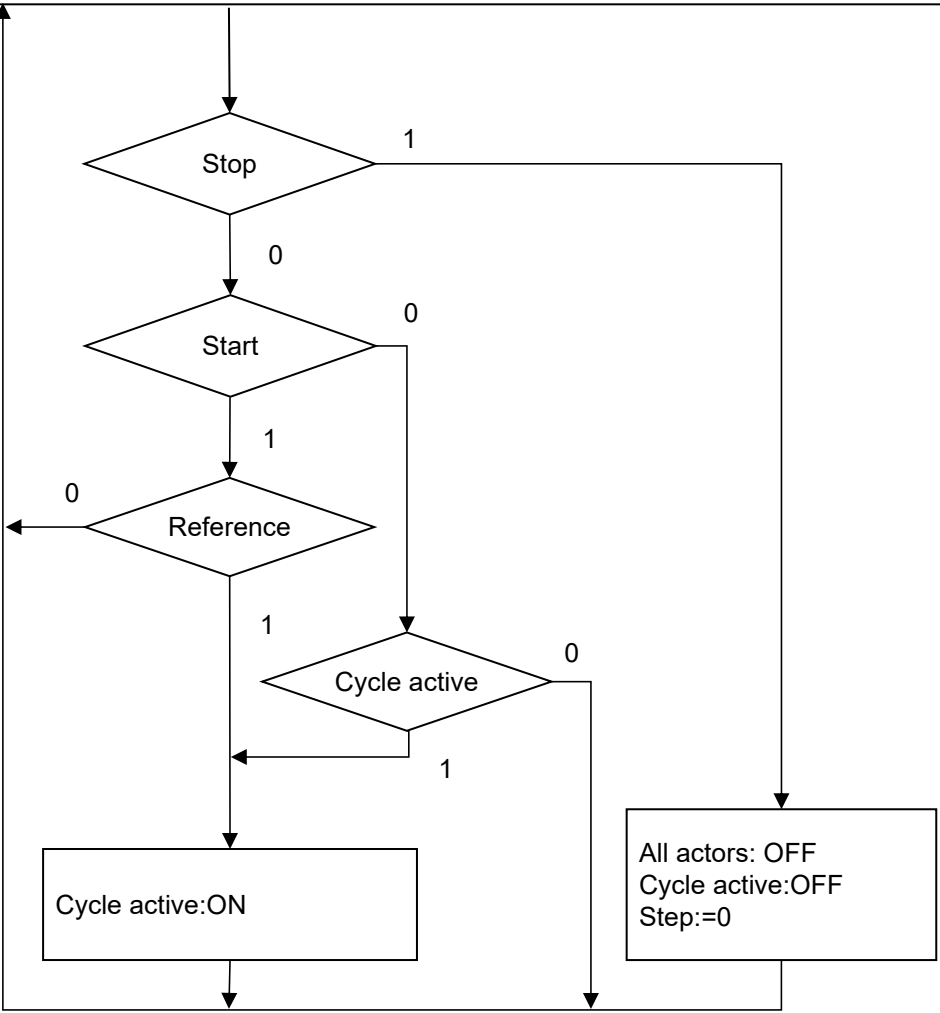 1
Stop
0
0
Start
1
0
Reference
1
0
Cycle active
1
All actors: OFF
Cycle active:OFF
Step:=0
Cycle active:ON